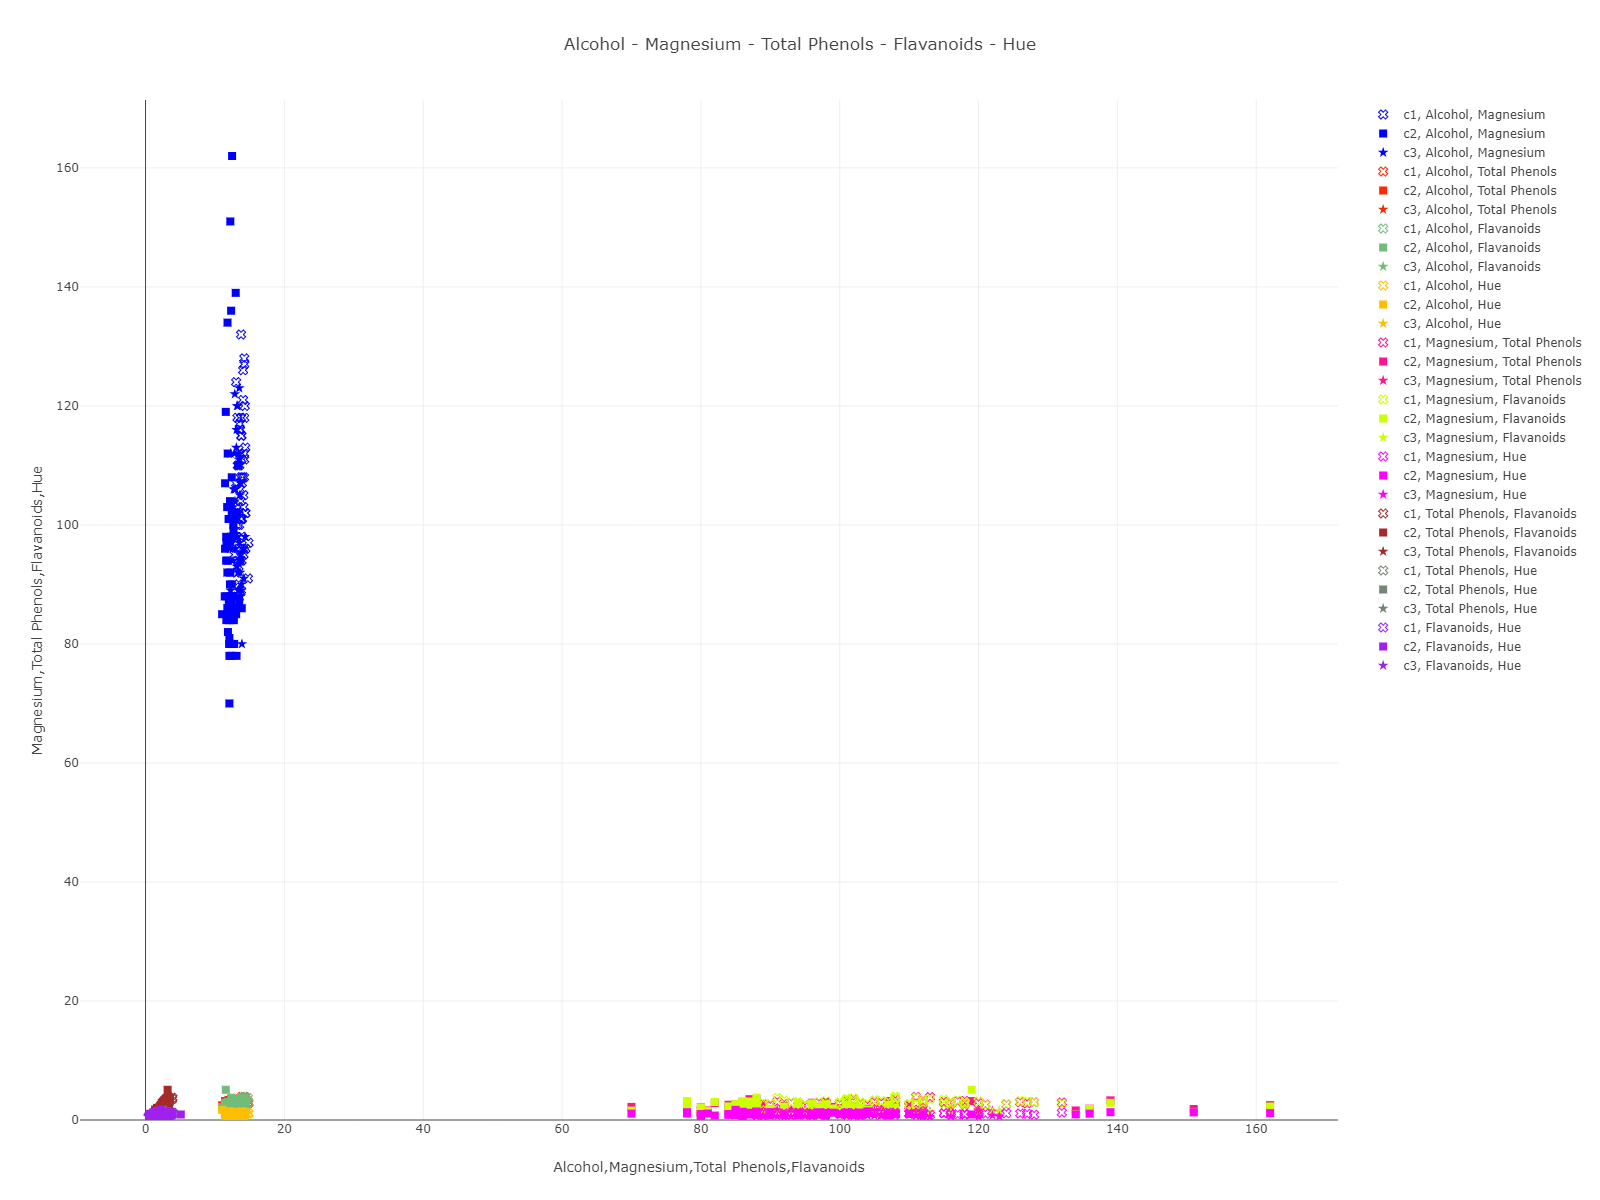 Alcohol - Magnesium - Total Phenols - Flavanoids - Hue
c1, Alcohol, Magnesium
c2, Alcohol, Magnesium
c3, Alcohol, Magnesium
c1, Alcohol, Total Phenols
c2, Alcohol, Total Phenols
c3, Alcohol, Total Phenols
c1, Alcohol, Flavanoids
c2, Alcohol, Flavanoids
c3, Alcohol, Flavanoids
c1, Alcohol, Hue
c2, Alcohol, Hue
c3, Alcohol, Hue
c1, Magnesium, Total Phenols
c2, Magnesium, Total Phenols
c3, Magnesium, Total Phenols
c1, Magnesium, Flavanoids
c2, Magnesium, Flavanoids
c3, Magnesium, Flavanoids
c1, Magnesium, Hue
c2, Magnesium, Hue
c3, Magnesium, Hue
c1, Total Phenols, Flavanoids
c2, Total Phenols, Flavanoids
c3, Total Phenols, Flavanoids
c1, Total Phenols, Hue
c2, Total Phenols, Hue
c3, Total Phenols, Hue
c1, Flavanoids, Hue
c2, Flavanoids, Hue
c3, Flavanoids, Hue
Magnesium,Total Phenols,Flavanoids,Hue
160
140
120
100
80
60
40
20
0
0 20 40 60 80 100 120 140 160
Alcohol,Magnesium,Total Phenols,Flavanoids